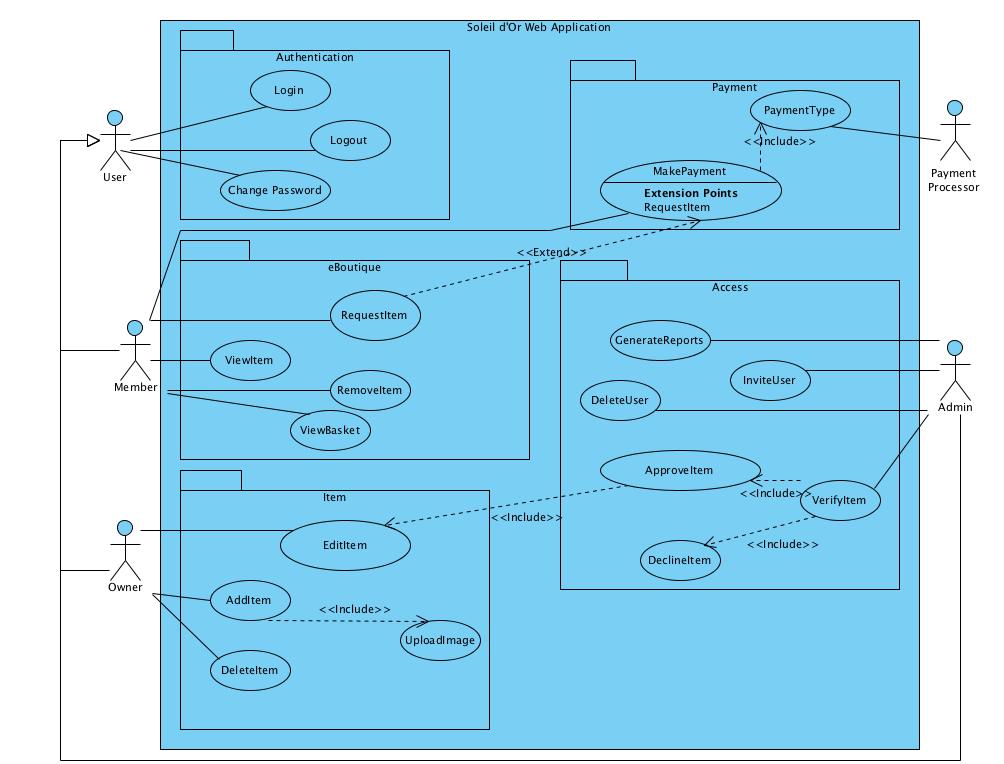 Soleil d'Or Web Application
Authentication
Login
Logout
Change Password
User
Payment
PaymentType
<<Include>>
MakePayment
Extension Points
RequestItem
Payment
Processor
<<Extend>>
eBoutique
RequestItem
ViewItem
RemoveItem
ViewBasket
Member
Access
GenerateReports
InviteUser
DeleteUser
Admin
ApproveItem
<<Include>>
VerifyItem
<<Include>>
DeclineItem
<<Include>>
Item
EditItem
Owner
AddItem
<<Include>>
UploadImage
DeleteItem